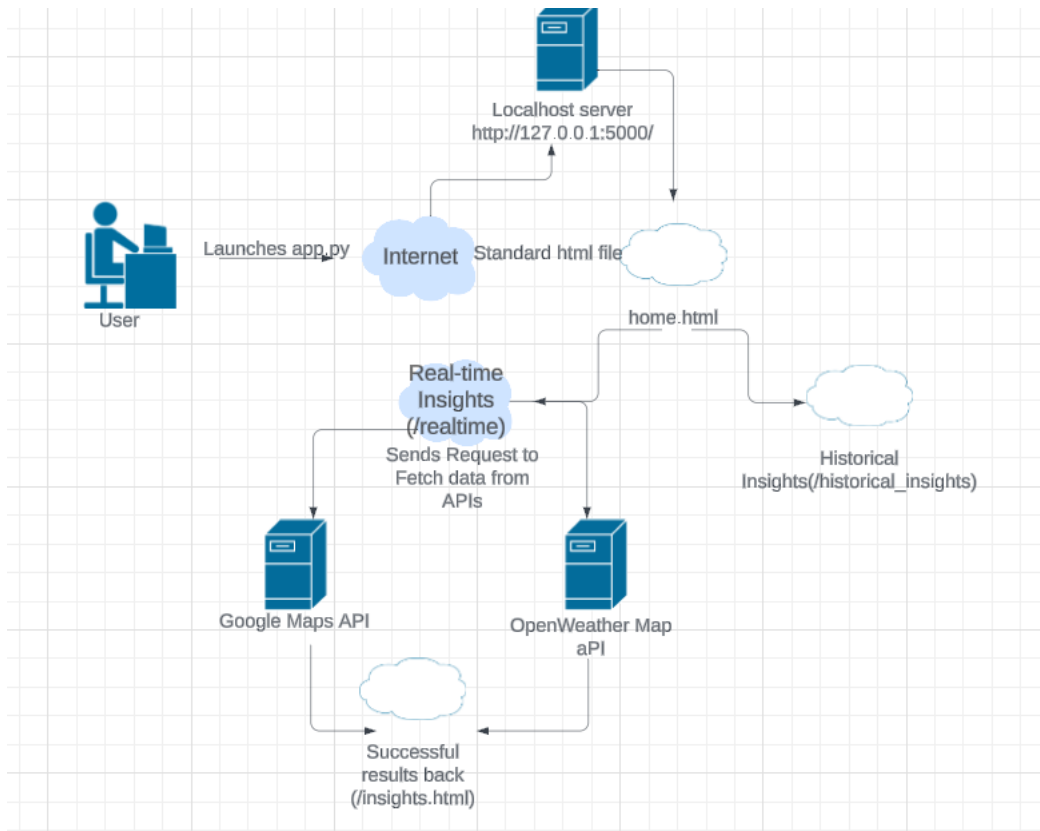 Localhost server
http://127.0.0.1:5000/
Launches app.py
Internet
Standard html file
User
home.html
Real-time
Insights
(/realtime)
Sends Request to
Fetch data from
APIs
Historical
Insights(/historical_insights)
Google Maps API
OpenWeather Map
aPI
Successful
results back
(/insights.html)